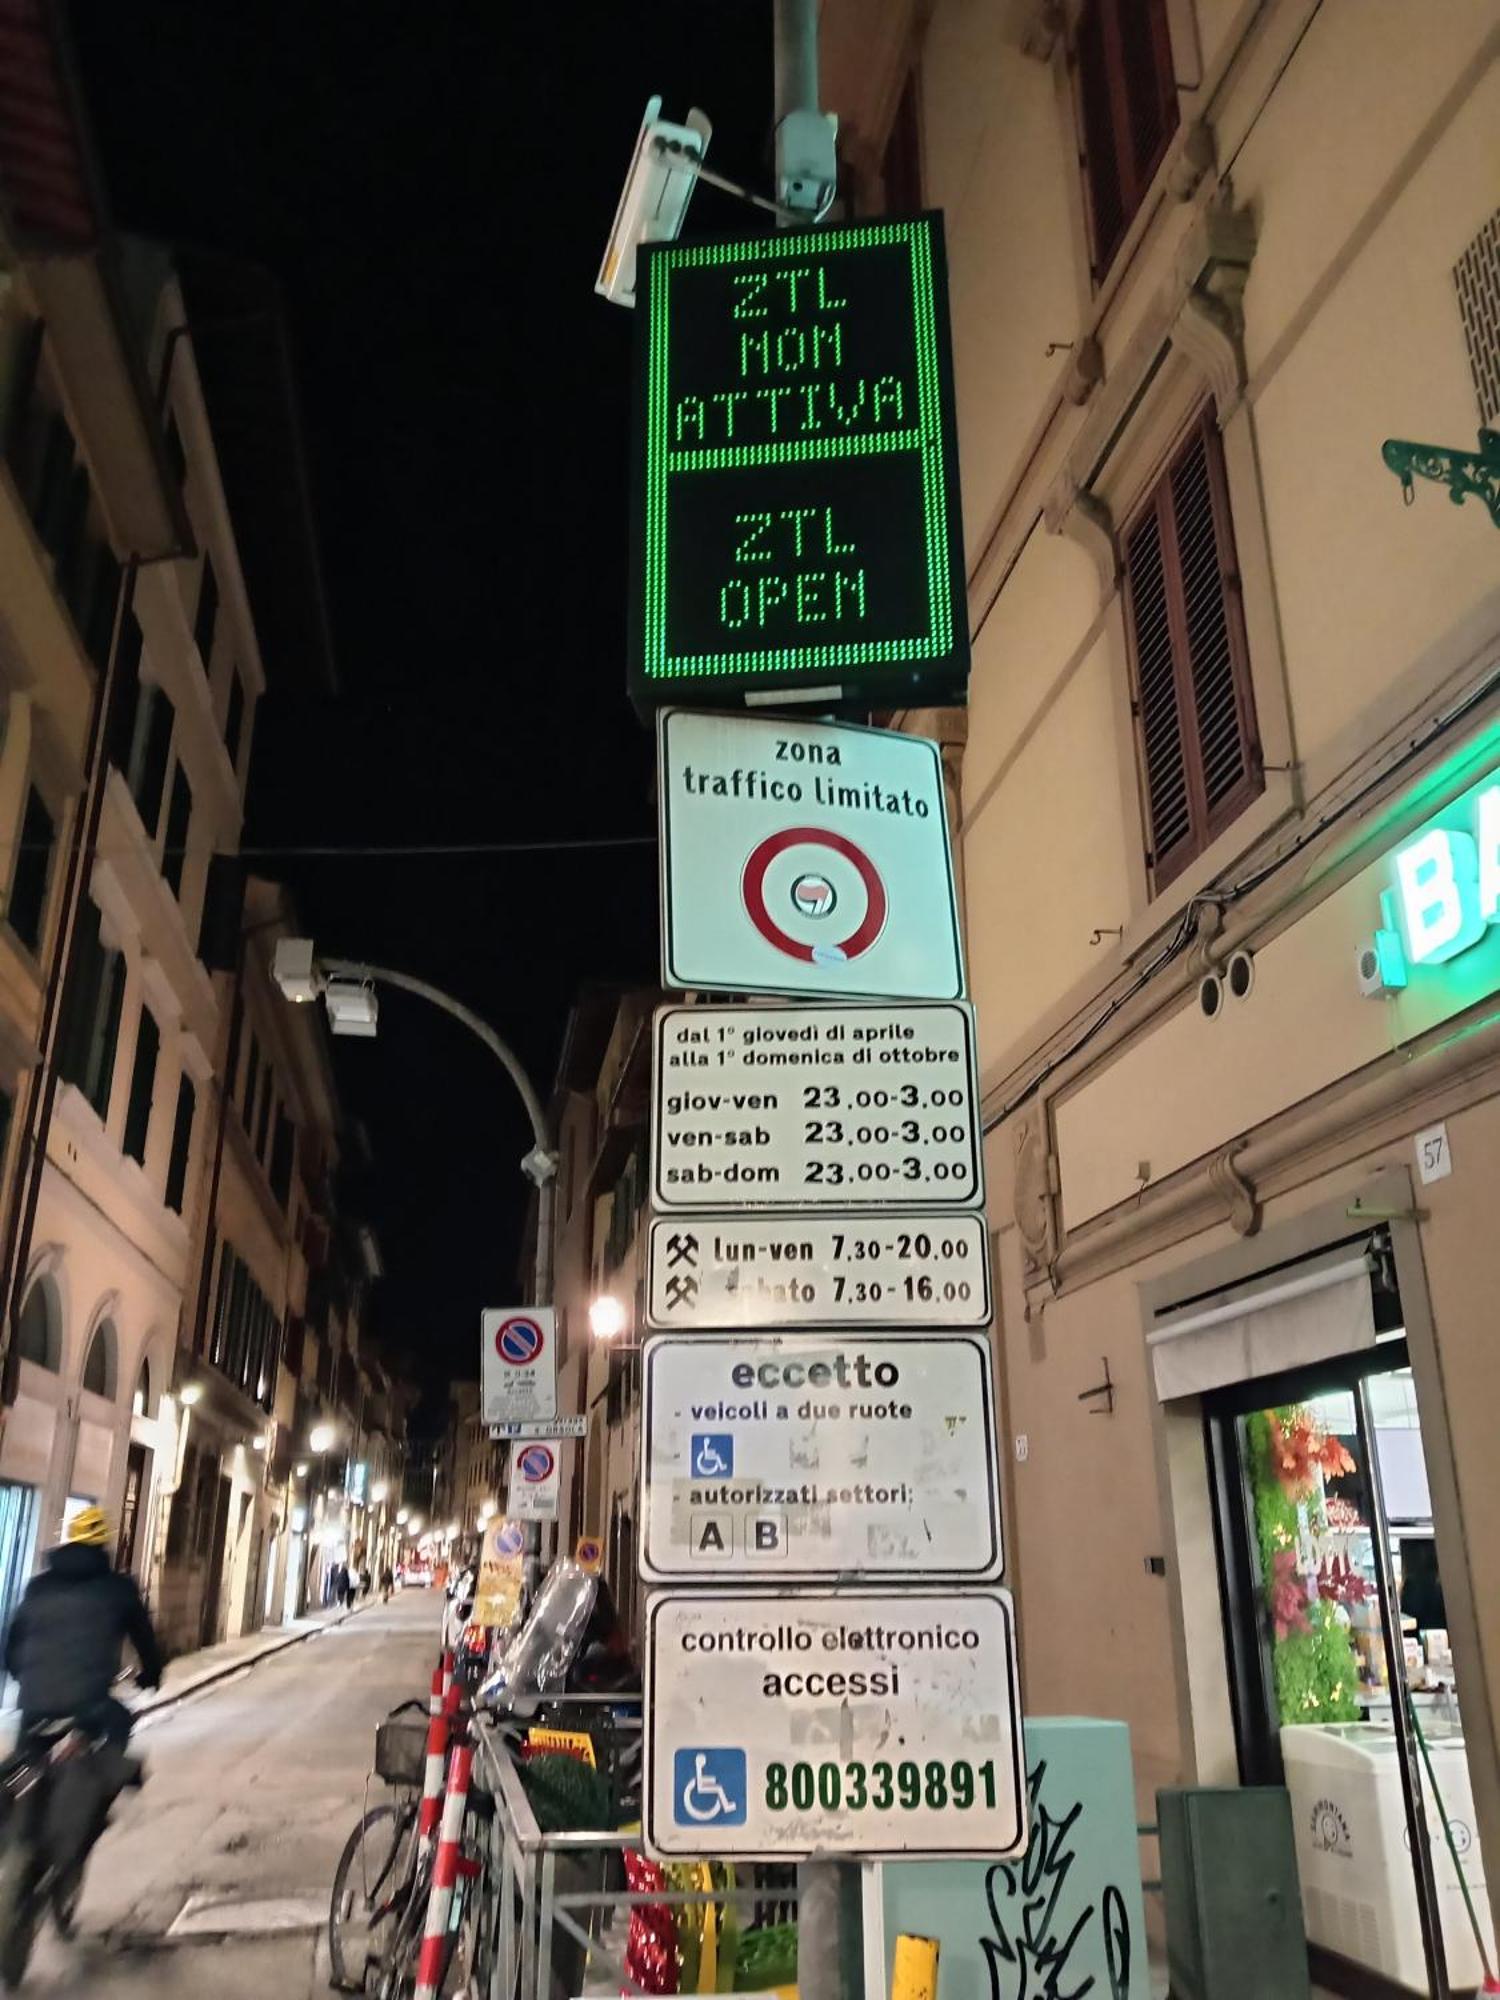 ZTL
NON
ATTIVA
ZTL
OPEN
zona
traffico limitato
dal 1° giovedì di aprile
alla 1° domenica di ottobre
giov-ven 23.00-3.00
ven-sab 23.00-3.00
sab-dom 23.00-3.00
lun-ven 7.30-20.00
7.30-16.00
eccetto
- veicoli a due ruote
-
- autorizzati settori:
A B
controllo elettronico
accessi
800339891
BA
57
SAMMONTANA